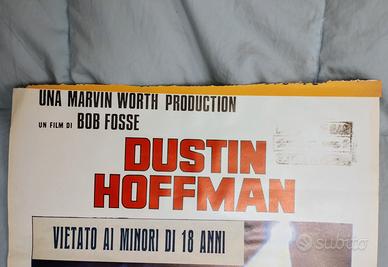 UNA MARVIN WORTH PRODUCTION
UN FILM DI BOB FOSSE
DUSTIN
HOFFMAN
VIETATO AI MINORI DI 18 ANNI
subito